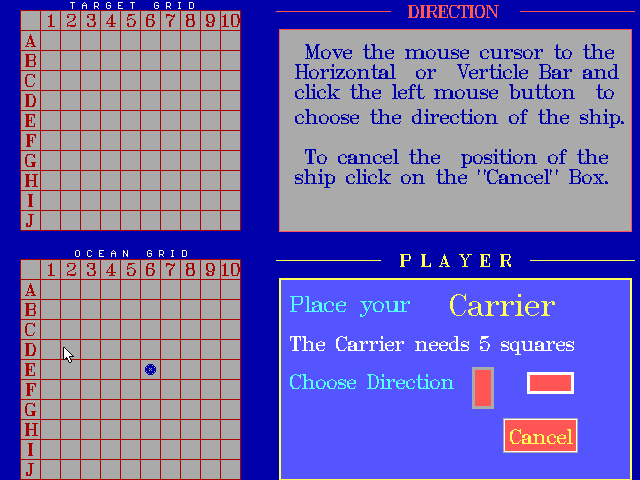 TARGET GRID
1 2 3 4 5 6 7 8 9 10
A
B
C
D
E
F
G
H
I
J
DIRECTION
Move the mouse cursor to the
Horizontal or Verticle Bar and
click the left mouse button to
choose the direction of the ship.
To cancel the position of the
ship click on the "Cancel" Box.
OCEAN GRID
1 2 3 4 5 6 7 8 9 10
A
B
C
D
E
F
G
H
I
J
PLAYER
Place your Carrier
The Carrier needs 5 squares
Choose Direction
Cancel